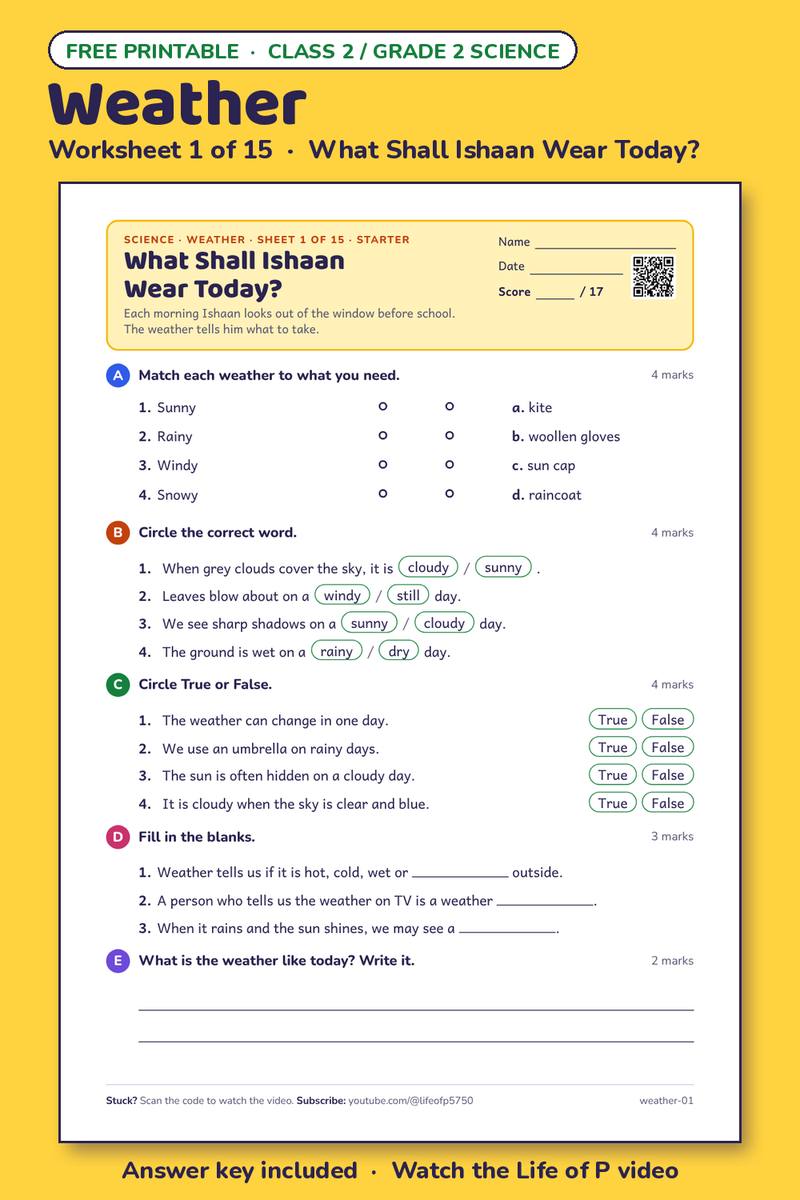 FREE PRINTABLE · CLASS 2 / GRADE 2 SCIENCE
Weather
Worksheet 1 of 15 · What Shall Ishaan Wear Today?
SCIENCE · WEATHER · SHEET 1 OF 15 · STARTER
What Shall Ishaan
Wear Today?
Each morning Ishaan looks out of the window before school.
The weather tells him what to take.
Name
Date
Score / 17
A Match each weather to what you need. 4 marks
1. Sunny a. kite
2. Rainy b. woollen gloves
3. Windy c. sun cap
4. Snowy d. raincoat
B Circle the correct word. 4 marks
1. When grey clouds cover the sky, it is cloudy / sunny .
2. Leaves blow about on a windy / still day.
3. We see sharp shadows on a sunny / cloudy day.
4. The ground is wet on a rainy / dry day.
C Circle True or False. 4 marks
1. The weather can change in one day. True False
2. We use an umbrella on rainy days. True False
3. The sun is often hidden on a cloudy day. True False
4. It is cloudy when the sky is clear and blue. True False
D Fill in the blanks. 3 marks
1. Weather tells us if it is hot, cold, wet or ____________ outside.
2. A person who tells us the weather on TV is a weather ____________.
3. When it rains and the sun shines, we may see a ____________.
E What is the weather like today? Write it. 2 marks
Stuck? Scan the code to watch the video. Subscribe: youtube.com/@lifeofp5750 weather-01
Answer key included · Watch the Life of P video